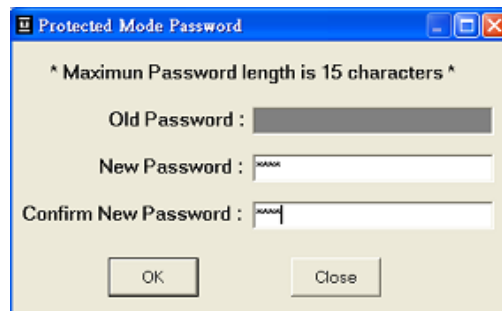 Protected Mode Password
* Maximun Password length is 15 characters *
Old Password :
New Password : ****
Confirm New Password : ****
OK Close